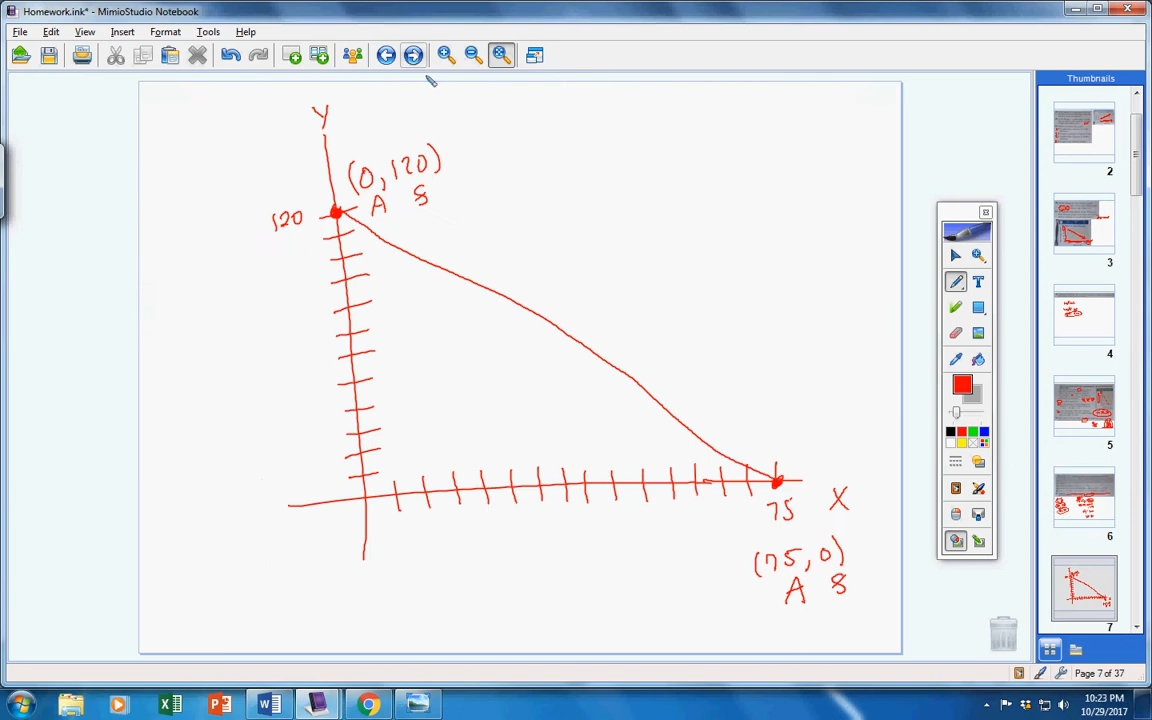 Homework.ink* - MimioStudio Notebook
File Edit View Insert Format Tools Help
Thumbnails
Y
(0,120)
A
120
75
X
(75,0)
A
2
3
4
5
6
7
T
W
Page 7 of 37
10:23 PM
10/29/2017